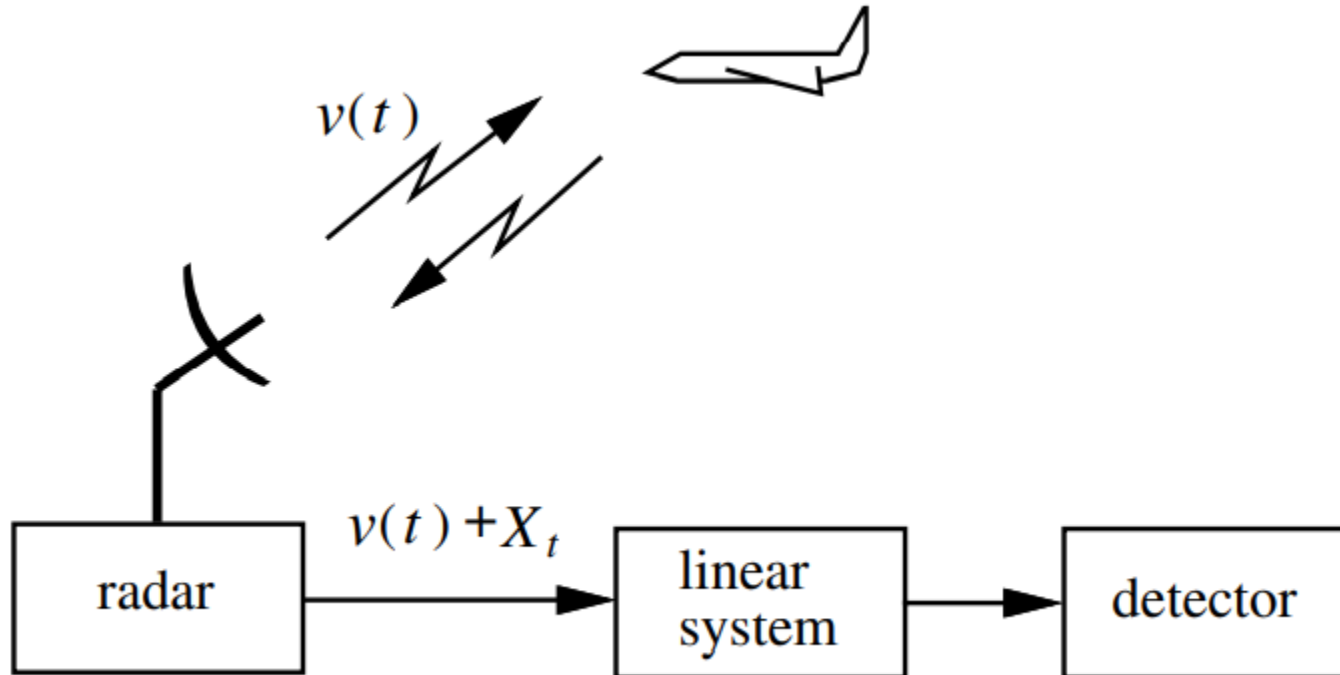 v(t)
v(t)+X_t
radar
linear
system
detector